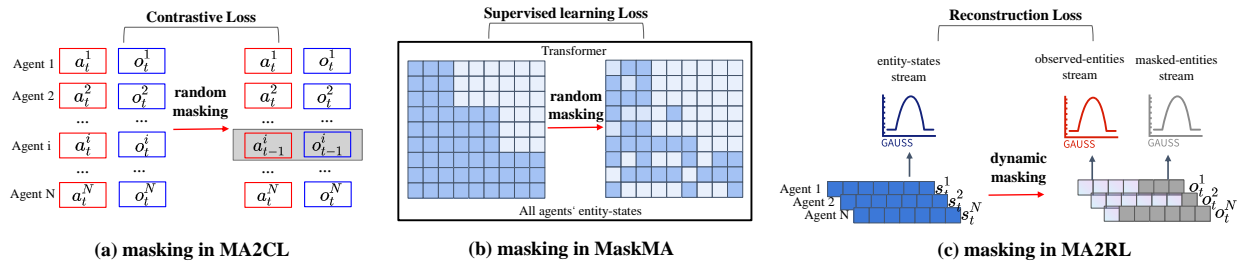 Contrastive Loss
Agent 1 a_t^1 o_t^1 a_t^1 o_t^1
Agent 2 a_t^2 o_t^2 a_t^2 o_t^2
random
masking
... ... ... ...
Agent i a_t^i o_t^i a_{t-1}^i o_{t-1}^i
... ... ... ...
Agent N a_t^N o_t^N a_t^N o_t^N
(a) masking in MA2CL
Supervised learning Loss
Transformer
random
masking
All agents' entity-states
(b) masking in MaskMA
Reconstruction Loss
entity-states
stream
observed-entities
stream
masked-entities
stream
GAUSS
GAUSS
GAUSS
dynamic
masking
Agent 1 s_t^1
Agent 2 s_t^2
Agent N s_t^N
o_t^1
o_t^2
o_t^N
(c) masking in MA2RL